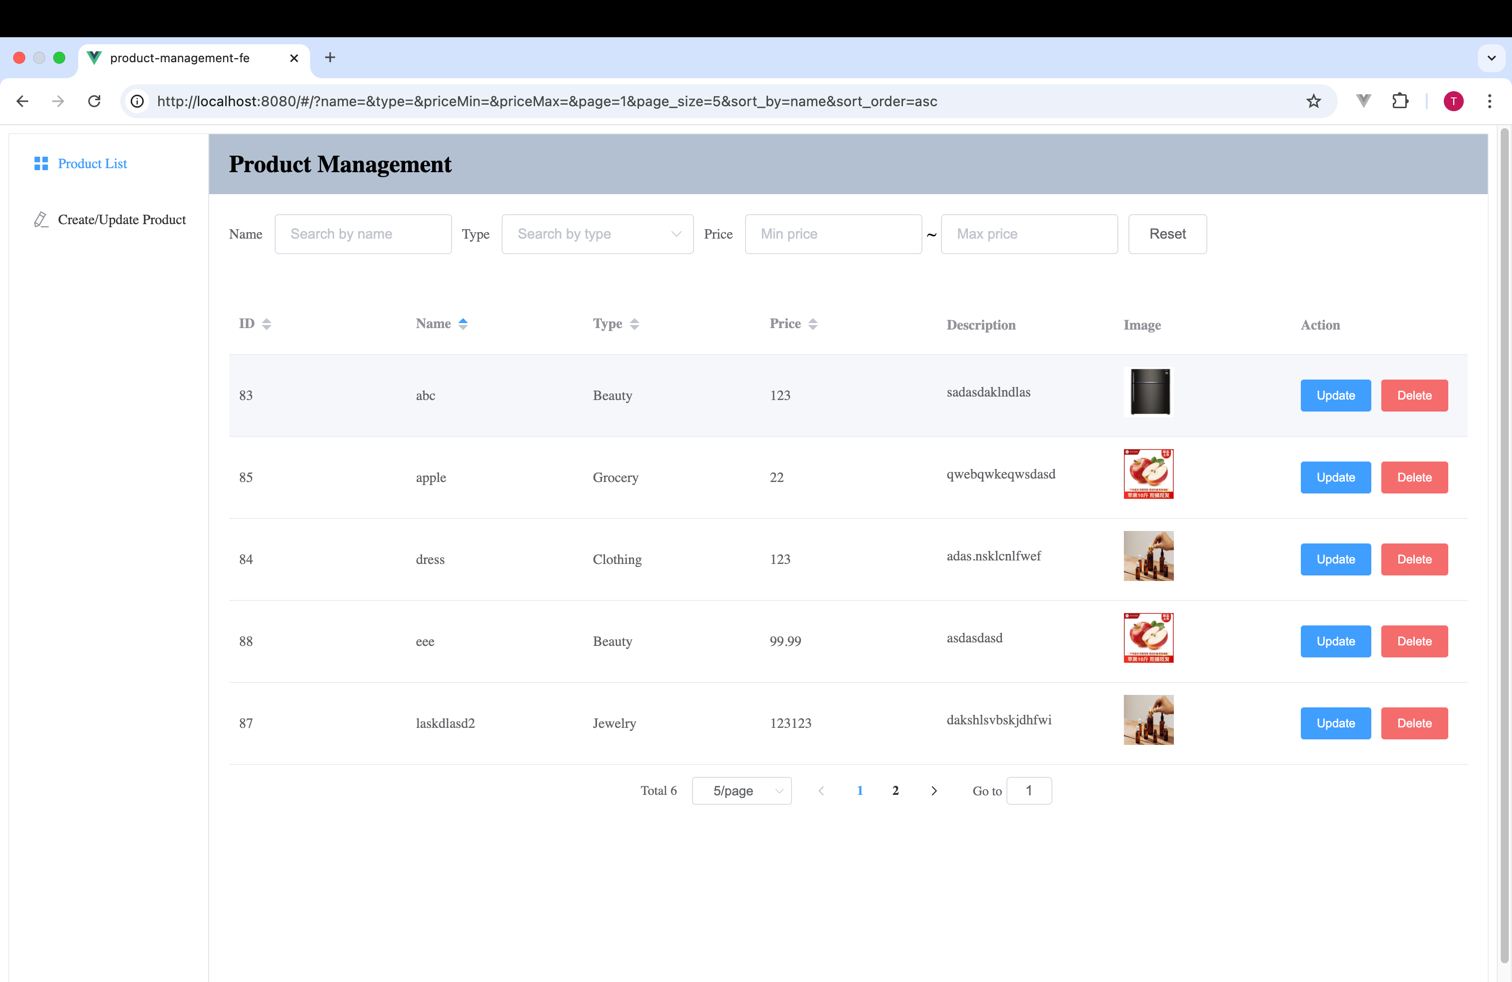 product-management-fe
http://localhost:8080/#/?name=&type=&priceMin=&priceMax=&page=1&page_size=5&sort_by=name&sort_order=asc
T
Product List
Create/Update Product
Product Management
Name Search by name Type Search by type Price Min price ~ Max price Reset
ID Name Type Price Description Image Action
83 abc Beauty 123 sadasdaklndlas Update Delete
85 apple Grocery 22 qwebqwkeqwsdasd Update Delete
84 dress Clothing 123 adas.nsklcnlfwef Update Delete
88 eee Beauty 99.99 asdasdasd Update Delete
87 laskdlasd2 Jewelry 123123 dakshlsvbskjdhfwi Update Delete
Total 6 5/page 1 2 Go to 1